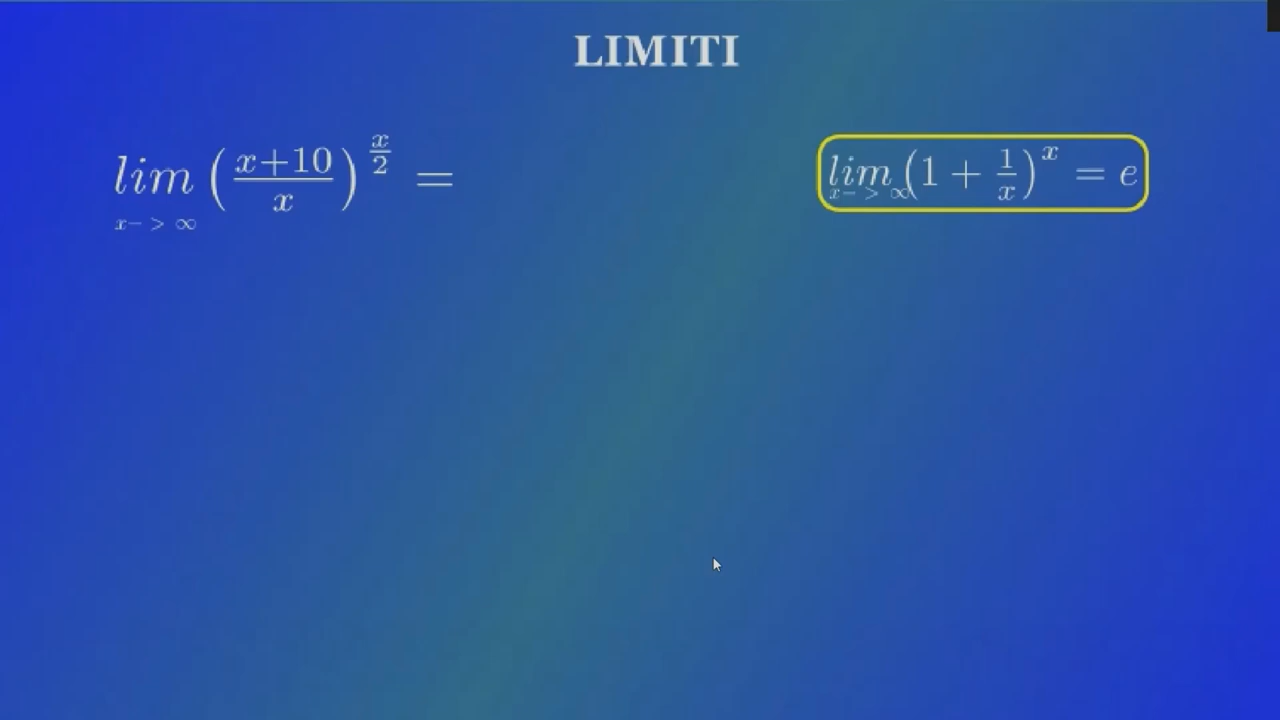 LIMITI
lim x−>∞ (x+10/x)^x/2 =
lim x−>∞ (1 + 1/x)^x = e